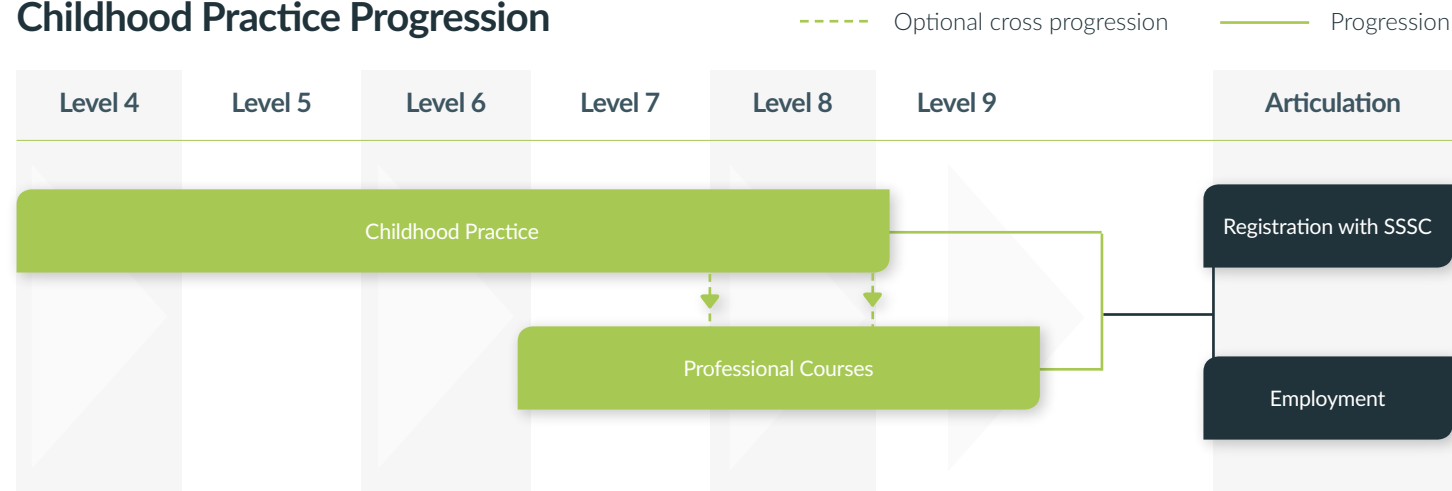 Childhood Practice Progression
Optional cross progression
Progression
Level 4
Level 5
Level 6
Level 7
Level 8
Level 9
Articulation
Childhood Practice
Registration with SSSC
Professional Courses
Employment